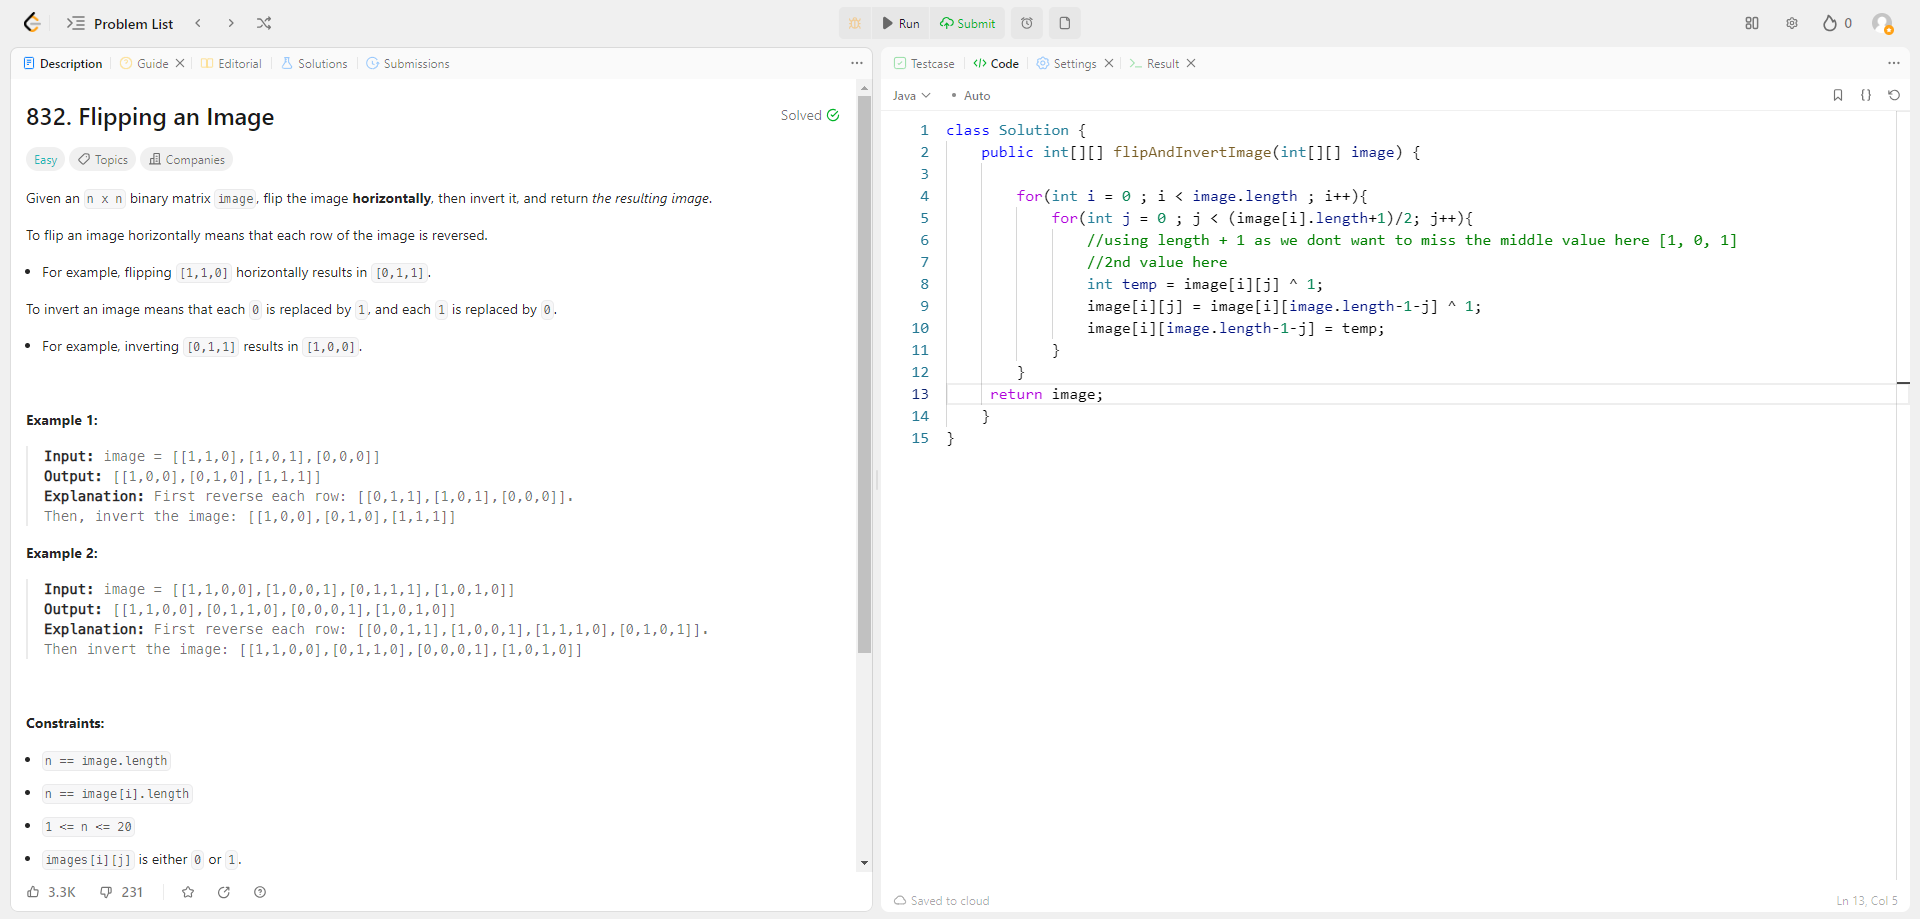 Problem List
Run
Submit
0
Description
Guide
Editorial
Solutions
Submissions
832. Flipping an Image
Solved
Easy
Topics
Companies
Given an n x n binary matrix image, flip the image horizontally, then invert it, and return the resulting image.
To flip an image horizontally means that each row of the image is reversed.
• For example, flipping [1,1,0] horizontally results in [0,1,1].
To invert an image means that each 0 is replaced by 1, and each 1 is replaced by 0.
• For example, inverting [0,1,1] results in [1,0,0].
Example 1:
Input: image = [[1,1,0],[1,0,1],[0,0,0]]
Output: [[1,0,0],[0,1,0],[1,1,1]]
Explanation: First reverse each row: [[0,1,1],[1,0,1],[0,0,0]].
Then, invert the image: [[1,0,0],[0,1,0],[1,1,1]]
Example 2:
Input: image = [[1,1,0,0],[1,0,0,1],[0,1,1,1],[1,0,1,0]]
Output: [[1,1,0,0],[0,1,1,0],[0,0,0,1],[1,0,1,0]]
Explanation: First reverse each row: [[0,0,1,1],[1,0,0,1],[1,1,1,0],[0,1,0,1]].
Then invert the image: [[1,1,0,0],[0,1,1,0],[0,0,0,1],[1,0,1,0]]
Constraints:
• n == image.length
• n == image[i].length
• 1 <= n <= 20
• images[i][j] is either 0 or 1.
3.3K
231
Testcase
Code
Settings
Result
Java
• Auto
1 class Solution {
2     public int[][] flipAndInvertImage(int[][] image) {
3
4         for(int i = 0 ; i < image.length ; i++){
5             for(int j = 0 ; j < (image[i].length+1)/2; j++){
6                 //using length + 1 as we dont want to miss the middle value here [1, 0, 1]
7                 //2nd value here
8                 int temp = image[i][j] ^ 1;
9                 image[i][j] = image[i][image.length-1-j] ^ 1;
10                 image[i][image.length-1-j] = temp;
11             }
12         }
13      return image;
14     }
15 }
Saved to cloud
Ln 13, Col 5